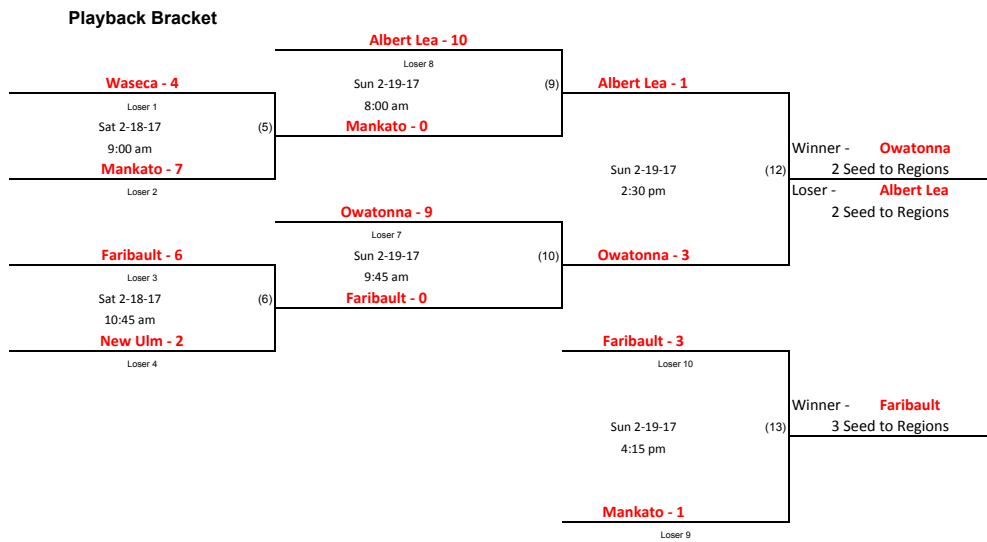 Playback Bracket
Albert Lea - 10
Loser 8
Waseca - 4
Sun 2-19-17
(9)
Albert Lea - 1
Loser 1
8:00 am
Sat 2-18-17
(5)
Mankato - 0
9:00 am
Winner - Owatonna
Mankato - 7
Sun 2-19-17
(12)
2 Seed to Regions
Loser 2
2:30 pm
Loser - Albert Lea
Owatonna - 9
2 Seed to Regions
Loser 7
Faribault - 6
Sun 2-19-17
(10)
Owatonna - 3
Loser 3
9:45 am
Sat 2-18-17
(6)
Faribault - 0
10:45 am
New Ulm - 2
Faribault - 3
Loser 4
Loser 10
Winner - Faribault
Sun 2-19-17
(13)
3 Seed to Regions
4:15 pm
Mankato - 1
Loser 9